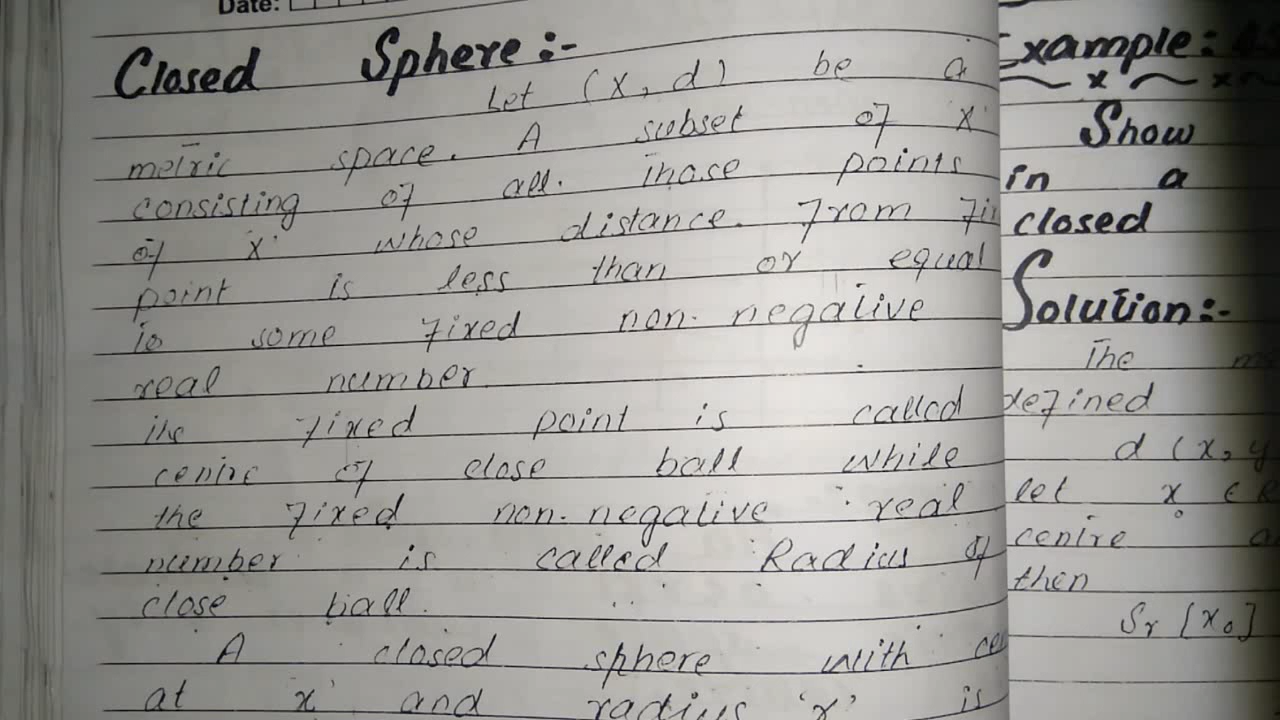 Date:
Closed Sphere:-
Let (X, d) be a
metric space. A subset of X
consisting of all. those points
of X whose distance. from
point is less than or equal
to some fixed non-negative
real number
the fixed point is called
centre of close ball while
the fixed non-negative real
number is called Radius of
close ball.
A closed sphere with
at x and radius 'r' is
Example:
Show
in a
closed
Solution:-
The
defined
d (x, y
let x
centre
then
Sr [x0]